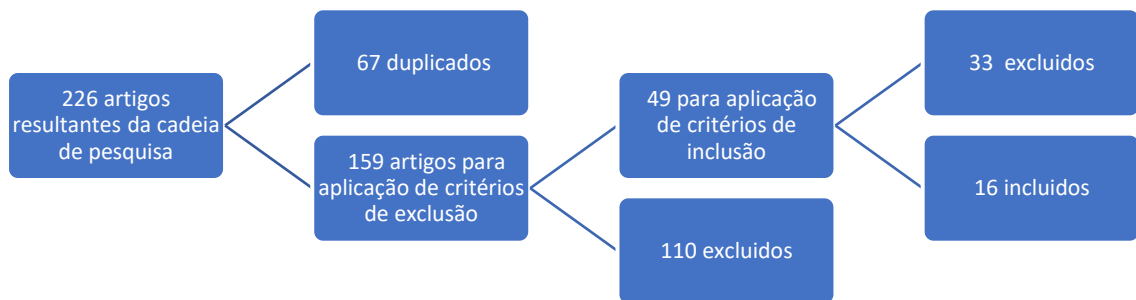 226 artigos
resultantes da cadeia
de pesquisa
67 duplicados
159 artigos para
aplicação de critérios
de exclusão
49 para aplicação
de critérios de
inclusão
110 excluidos
33 excluidos
16 incluidos